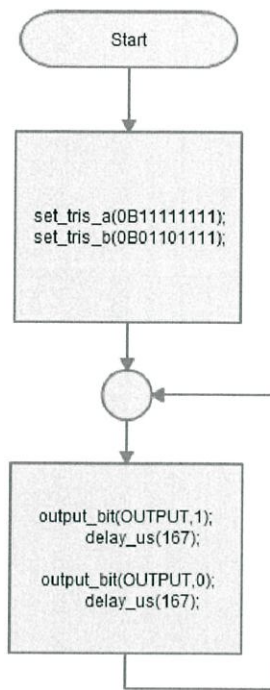 Start
set_tris_a(0B11111111);
set_tris_b(0B01101111);
output_bit(OUTPUT,1);
delay_us(167);
output_bit(OUTPUT,0);
delay_us(167);